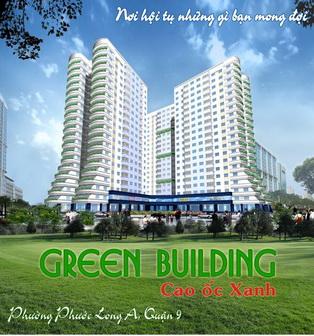 Nơi hội tụ những gì bạn mong đợi
GREEN BUILDING
Cao ốc Xanh
Phường Phước Long A, Quận 9